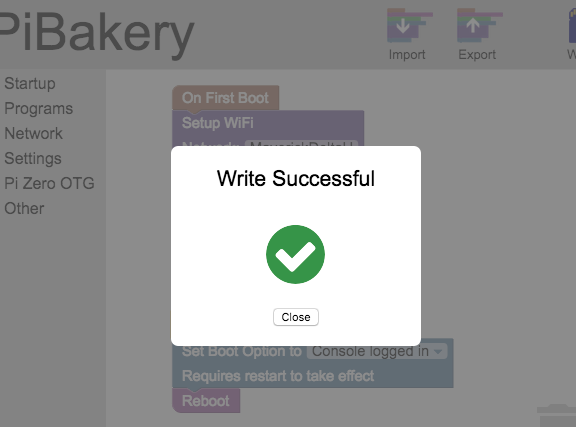 PiBakery
Import
Export
W
Startup
Programs
Network
Settings
Pi Zero OTG
Other
On First Boot
Setup WiFi
Write Successful
Close
Set Boot Option to Console logged in
Requires restart to take effect
Reboot